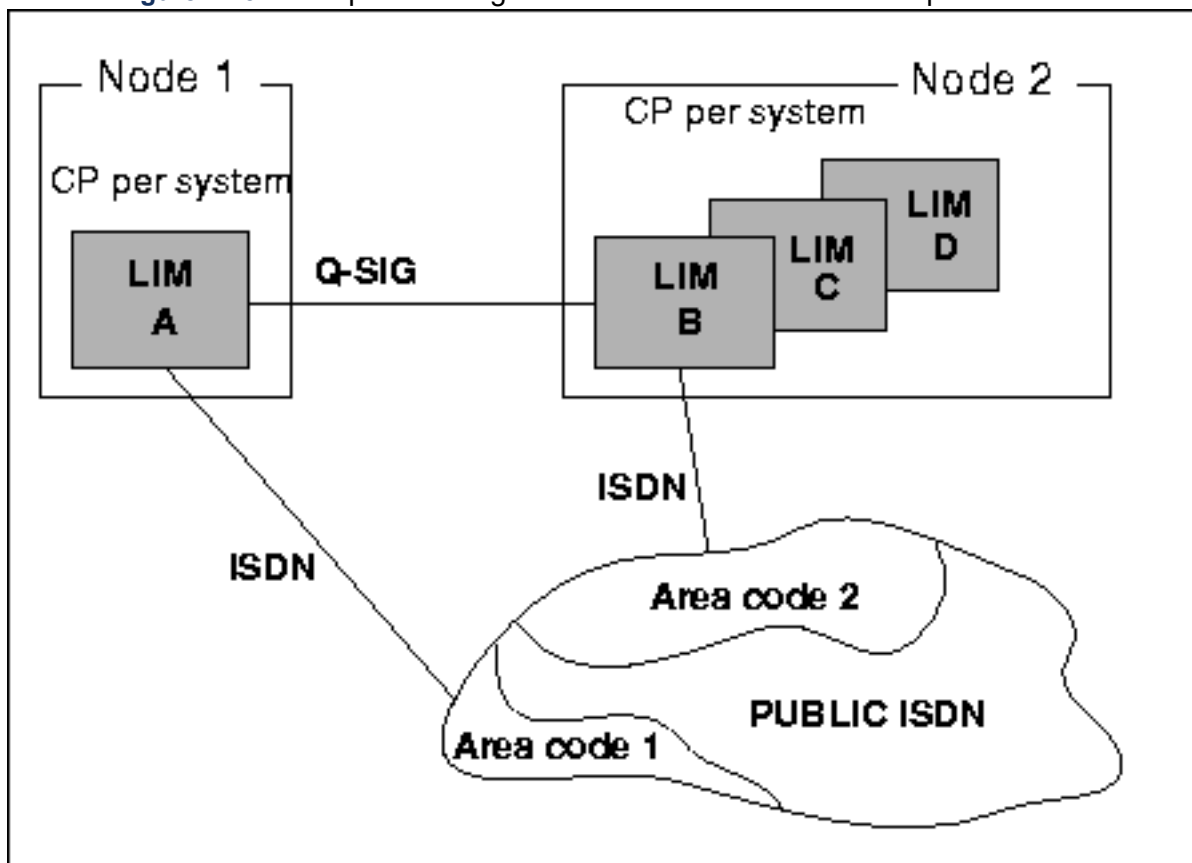 Node 1
CP per system
LIM
A
Q-SIG
Node 2
CP per system
LIM
B
LIM
C
LIM
D
ISDN
ISDN
Area code 2
PUBLIC ISDN
Area code 1